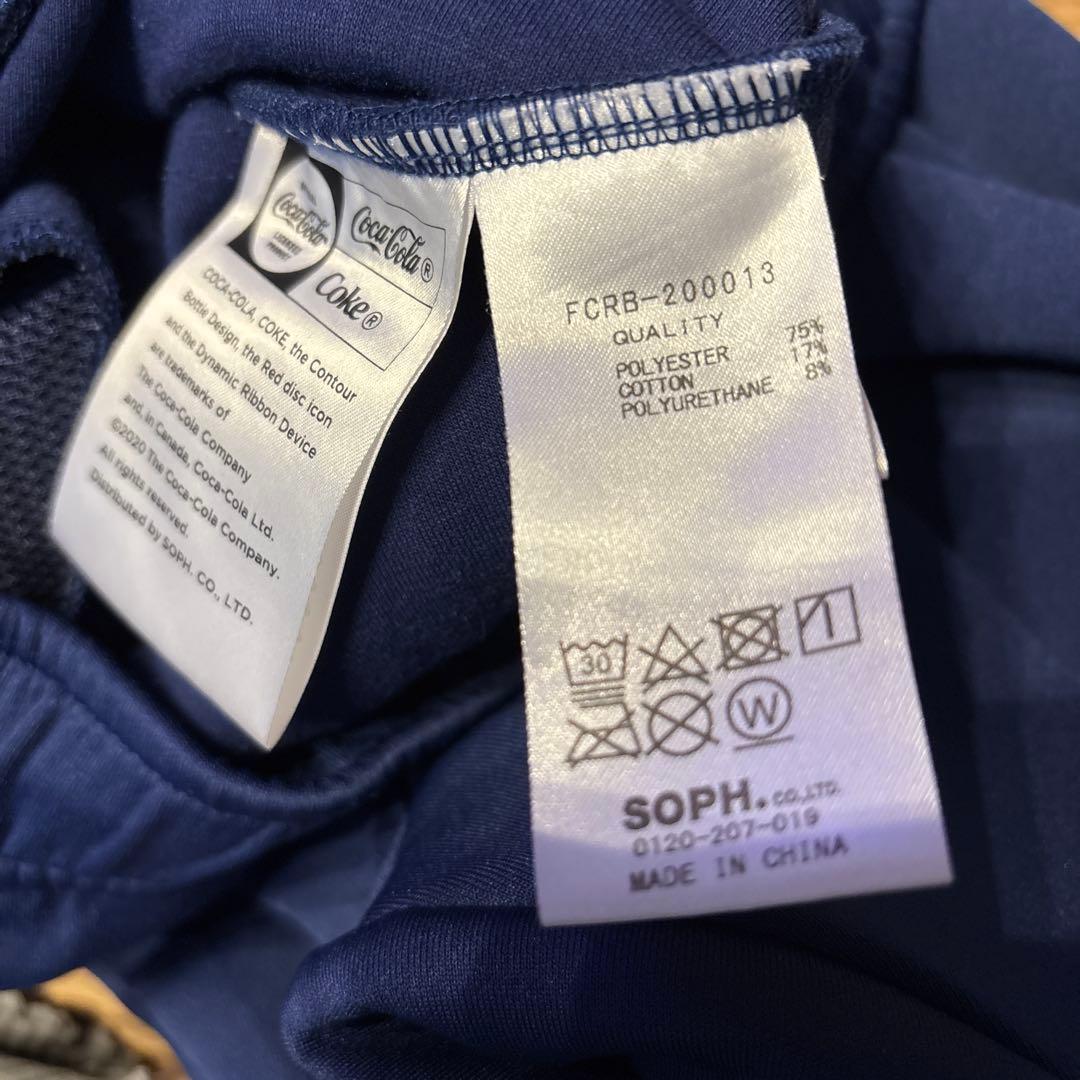 Coca-Cola
LICENSED
PRODUCT
Coca-Cola®
Coke®
COCA-COLA, COKE, the Contour
Bottle Design, the Red disc icon
and the Dynamic Ribbon Device
are trademarks of
The Coca-Cola Company
and, in Canada, Coca-Cola Ltd.
©2020 The Coca-Cola Company.
All rights reserved.
Distributed by SOPH. CO., LTD.
FCRB-200013
QUALITY
POLYESTER 75%
COTTON 17%
POLYURETHANE 8%
30
W
SOPH. CO.,LTD.
0120-207-019
MADE IN CHINA